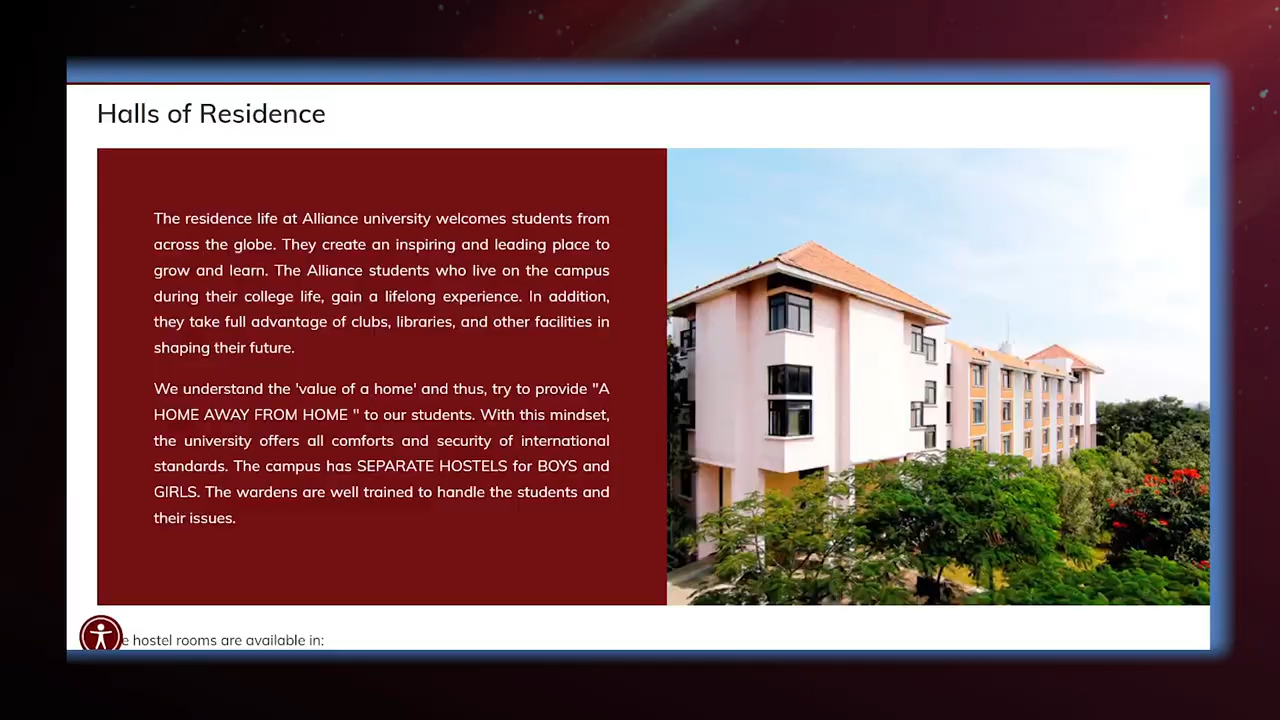 Halls of Residence
The residence life at Alliance university welcomes students from
across the globe. They create an inspiring and leading place to
grow and learn. The Alliance students who live on the campus
during their college life, gain a lifelong experience. In addition,
they take full advantage of clubs, libraries, and other facilities in
shaping their future.
We understand the 'value of a home' and thus, try to provide "A
HOME AWAY FROM HOME " to our students. With this mindset,
the university offers all comforts and security of international
standards. The campus has SEPARATE HOSTELS for BOYS and
GIRLS. The wardens are well trained to handle the students and
their issues.
e hostel rooms are available in: